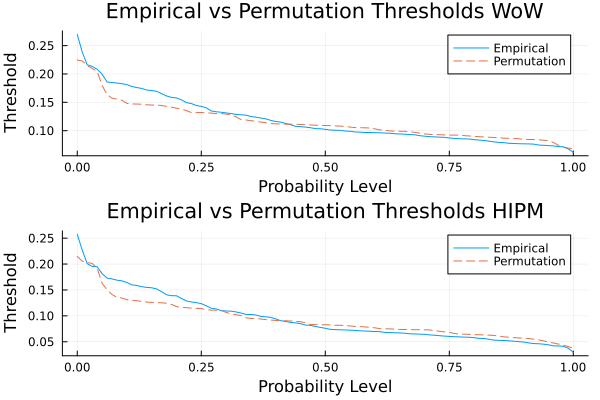 Empirical vs Permutation Thresholds WoW
Threshold
0.25
0.20
0.15
0.10
Empirical
Permutation
0.00 0.25 0.50 0.75 1.00
Probability Level
Empirical vs Permutation Thresholds HIPM
Threshold
0.25
0.20
0.15
0.10
0.05
Empirical
Permutation
0.00 0.25 0.50 0.75 1.00
Probability Level